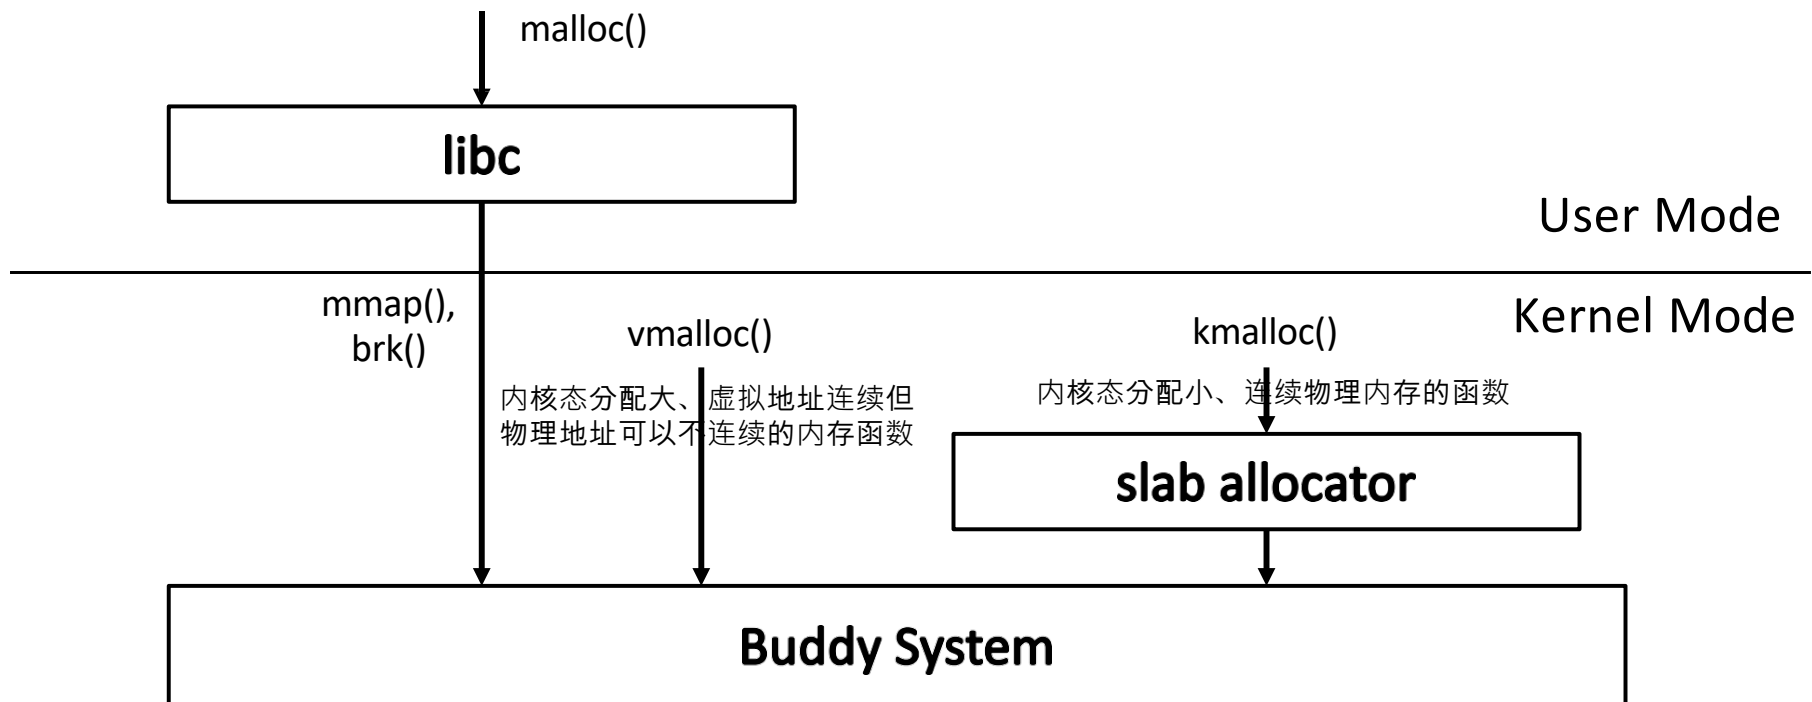 malloc()
libc
User Mode
mmap(),
brk()
vmalloc()
kmalloc()
Kernel Mode
内核态分配大、虚拟地址连续但
物理地址可以不连续的内存函数
内核态分配小、连续物理内存的函数
slab allocator
Buddy System